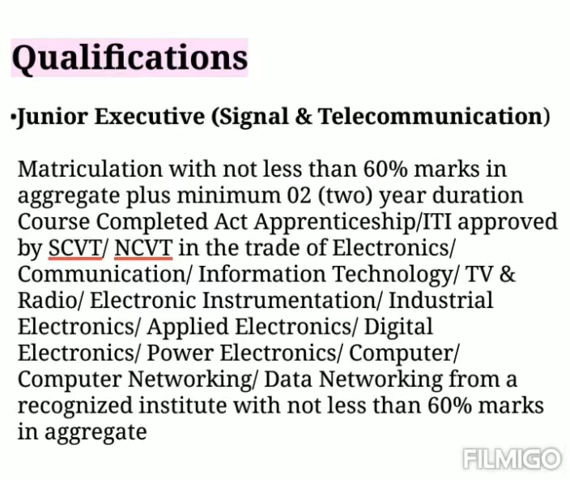 Qualifications
•Junior Executive (Signal & Telecommunication)
Matriculation with not less than 60% marks in
aggregate plus minimum 02 (two) year duration
Course Completed Act Apprenticeship/ITI approved
by SCVT/ NCVT in the trade of Electronics/
Communication/ Information Technology/ TV &
Radio/ Electronic Instrumentation/ Industrial
Electronics/ Applied Electronics/ Digital
Electronics/ Power Electronics/ Computer/
Computer Networking/ Data Networking from a
recognized institute with not less than 60% marks
in aggregate
FILMIGO